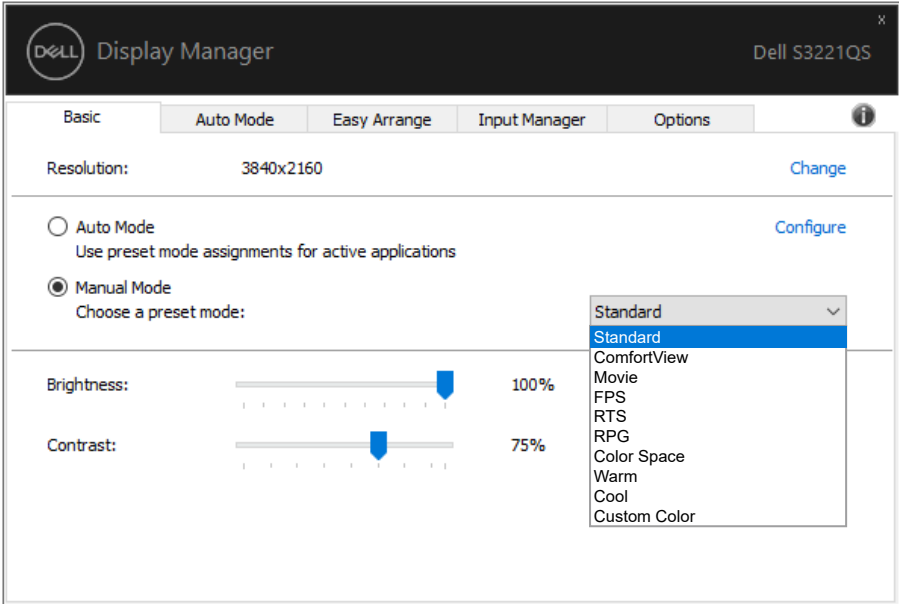 x
DELL Display Manager Dell S3221QS
Basic Auto Mode Easy Arrange Input Manager Options i
Resolution: 3840x2160 Change
Auto Mode Configure
Use preset mode assignments for active applications
Manual Mode
Choose a preset mode: Standard
Standard
ComfortView
Movie
FPS
RTS
RPG
Color Space
Warm
Cool
Custom Color
Brightness: 100%
Contrast: 75%